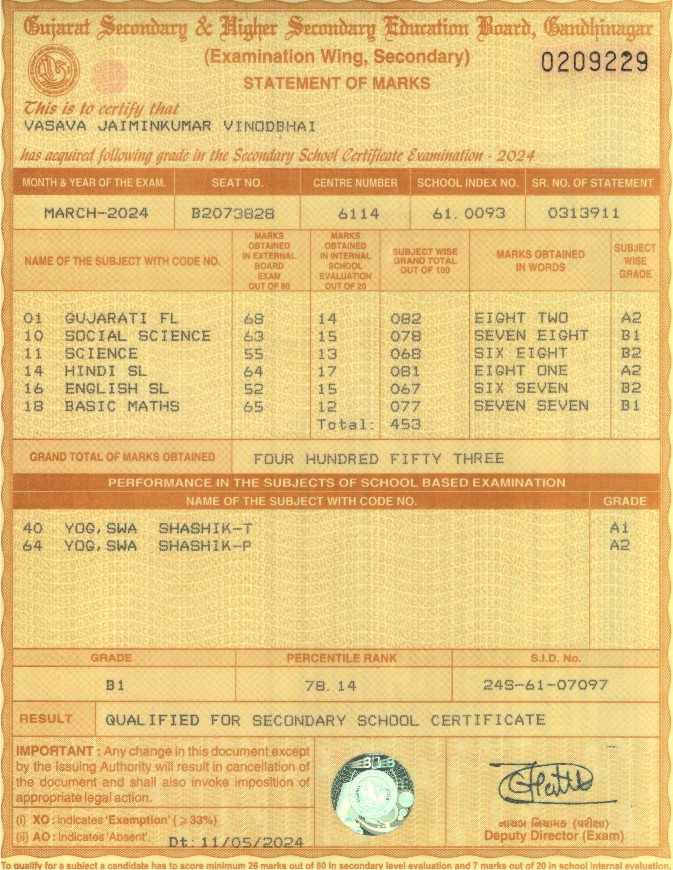 Gujarat Secondary & Higher Secondary Education Board, Gandhinagar
(Examination Wing, Secondary)
0209229
STATEMENT OF MARKS
This is to certify that
VASAVA JAIMINKUMAR VINODBHAI
has acquired following grade in the Secondary School Certificate Examination - 2024
MONTH & YEAR OF THE EXAM. SEAT NO. CENTRE NUMBER SCHOOL INDEX NO. SR. NO. OF STATEMENT
MARCH-2024 B2073828 6114 61.0093 0313911
NAME OF THE SUBJECT WITH CODE NO. MARKS OBTAINED IN EXTERNAL BOARD EXAM OUT OF 80 MARKS OBTAINED IN INTERNAL SCHOOL EVALUATION OUT OF 20 SUBJECT WISE GRAND TOTAL OUT OF 100 MARKS OBTAINED IN WORDS SUBJECT WISE GRADE
01 GUJARATI FL 68 14 082 EIGHT TWO A2
10 SOCIAL SCIENCE 63 15 078 SEVEN EIGHT B1
11 SCIENCE 55 13 068 SIX EIGHT B2
14 HINDI SL 64 17 081 EIGHT ONE A2
16 ENGLISH SL 52 15 067 SIX SEVEN B2
18 BASIC MATHS 65 12 077 SEVEN SEVEN B1
Total: 453
GRAND TOTAL OF MARKS OBTAINED FOUR HUNDRED FIFTY THREE
PERFORMANCE IN THE SUBJECTS OF SCHOOL BASED EXAMINATION
NAME OF THE SUBJECT WITH CODE NO. GRADE
40 YOG,SWA SHASHIK-T A1
64 YOG,SWA SHASHIK-P A2
GRADE PERCENTILE RANK S.I.D. No.
B1 78.14 24S-61-07097
RESULT QUALIFIED FOR SECONDARY SCHOOL CERTIFICATE
IMPORTANT : Any change in this document except
by the Issuing Authority will result in cancellation of
the document and shall also invoke imposition of
appropriate legal action.
(i) XO : Indicates 'Exemption' (⩾ 33%)
(ii) AO : Indicates 'Absent'.
Dt: 11/05/2024
નાયબ નિયામક (પરીક્ષા)
Deputy Director (Exam)
To qualify for a subject a candidate has to score minimum 26 marks out of 80 in secondary level evaluation and 7 marks out of 20 in school internal evaluation.